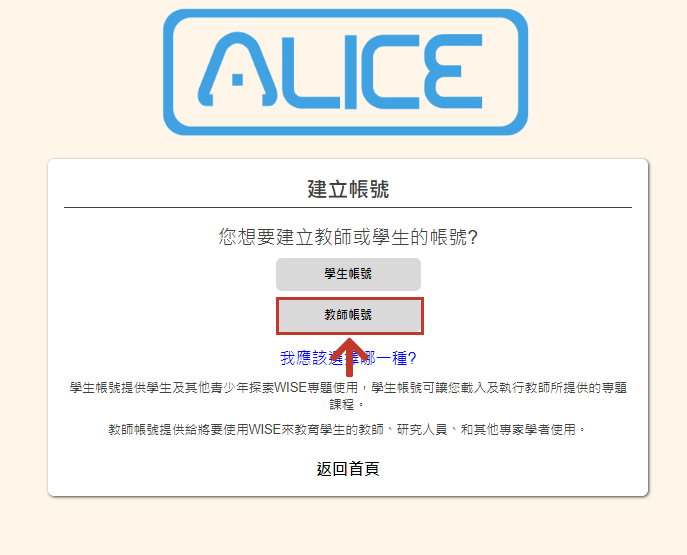 ALICE
建立帳號
您想要建立教師或學生的帳號?
學生帳號
教師帳號
我應該選擇哪一種?
學生帳號提供學生及其他青少年探索WISE專題使用，學生帳號可讓您載入及執行教師所提供的專題
課程。
教師帳號提供給將要使用WISE來教育學生的教師、研究人員、和其他專家學者使用。
返回首頁